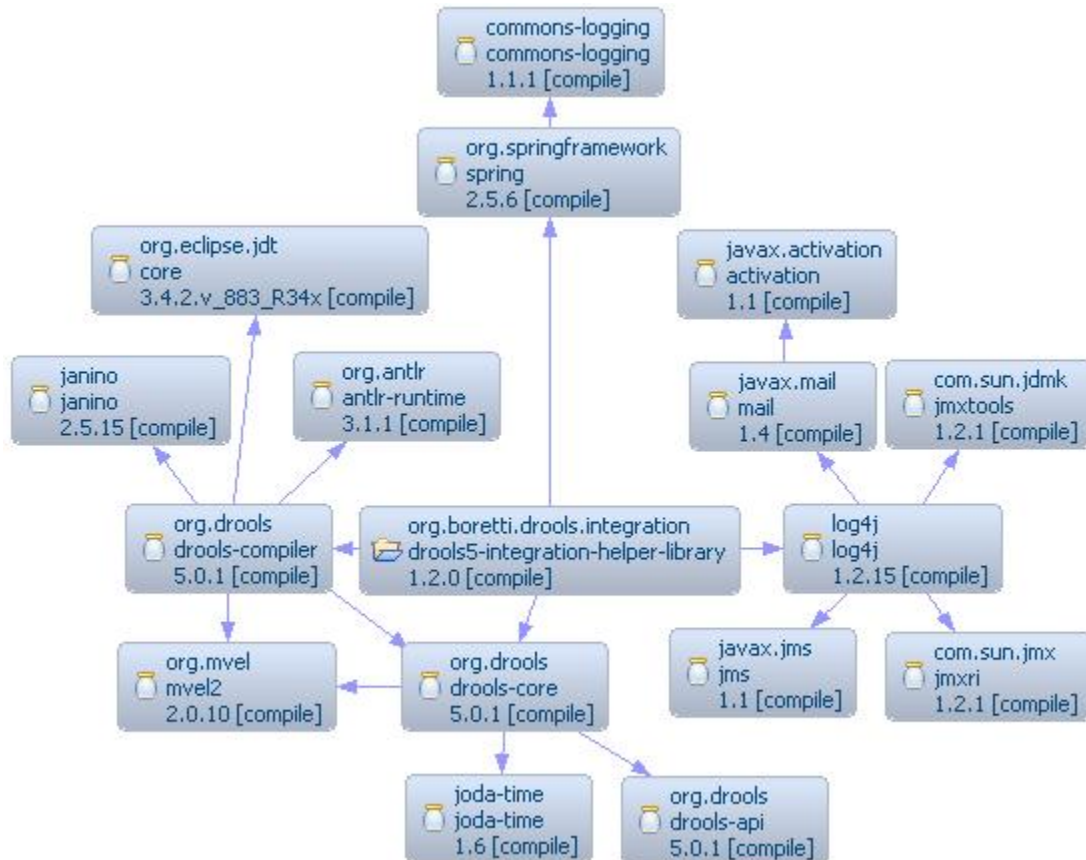 commons-logging
commons-logging
1.1.1 [compile]
org.springframework
spring
2.5.6 [compile]
org.eclipse.jdt
core
3.4.2.v_883_R34x [compile]
javax.activation
activation
1.1 [compile]
janino
janino
2.5.15 [compile]
org.antlr
antlr-runtime
3.1.1 [compile]
javax.mail
mail
1.4 [compile]
com.sun.jdmk
jmxtools
1.2.1 [compile]
org.drools
drools-compiler
5.0.1 [compile]
org.boretti.drools.integration
drools5-integration-helper-library
1.2.0 [compile]
log4j
log4j
1.2.15 [compile]
org.mvel
mvel2
2.0.10 [compile]
org.drools
drools-core
5.0.1 [compile]
javax.jms
jms
1.1 [compile]
com.sun.jmx
jmxri
1.2.1 [compile]
joda-time
joda-time
1.6 [compile]
org.drools
drools-api
5.0.1 [compile]